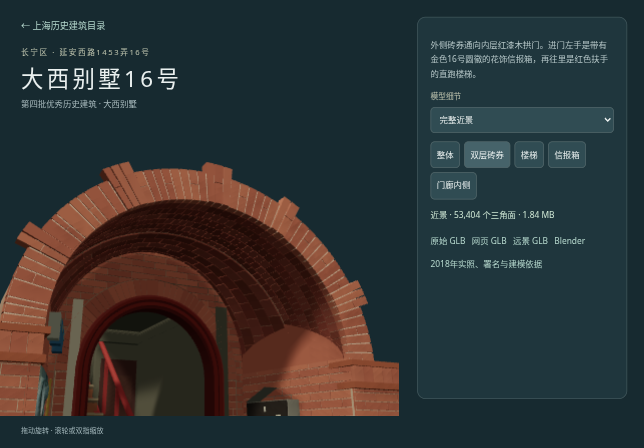 ← 上海历史建筑目录
长宁区 · 延安西路1453弄16号
大西别墅16号
第四批优秀历史建筑 · 大西别墅
外侧砖券通向内层红漆木拱门。进门左手是带有
金色16号圆徽的花饰信报箱，再往里是红色扶手
的直跑楼梯。
模型细节
完整近景
整体 双层砖券 楼梯 信报箱
门廊内侧
近景 · 53,404 个三角面 · 1.84 MB
原始 GLB 网页 GLB 远景 GLB Blender
2018年实照、署名与建模依据
拖动旋转 · 滚轮或双指缩放